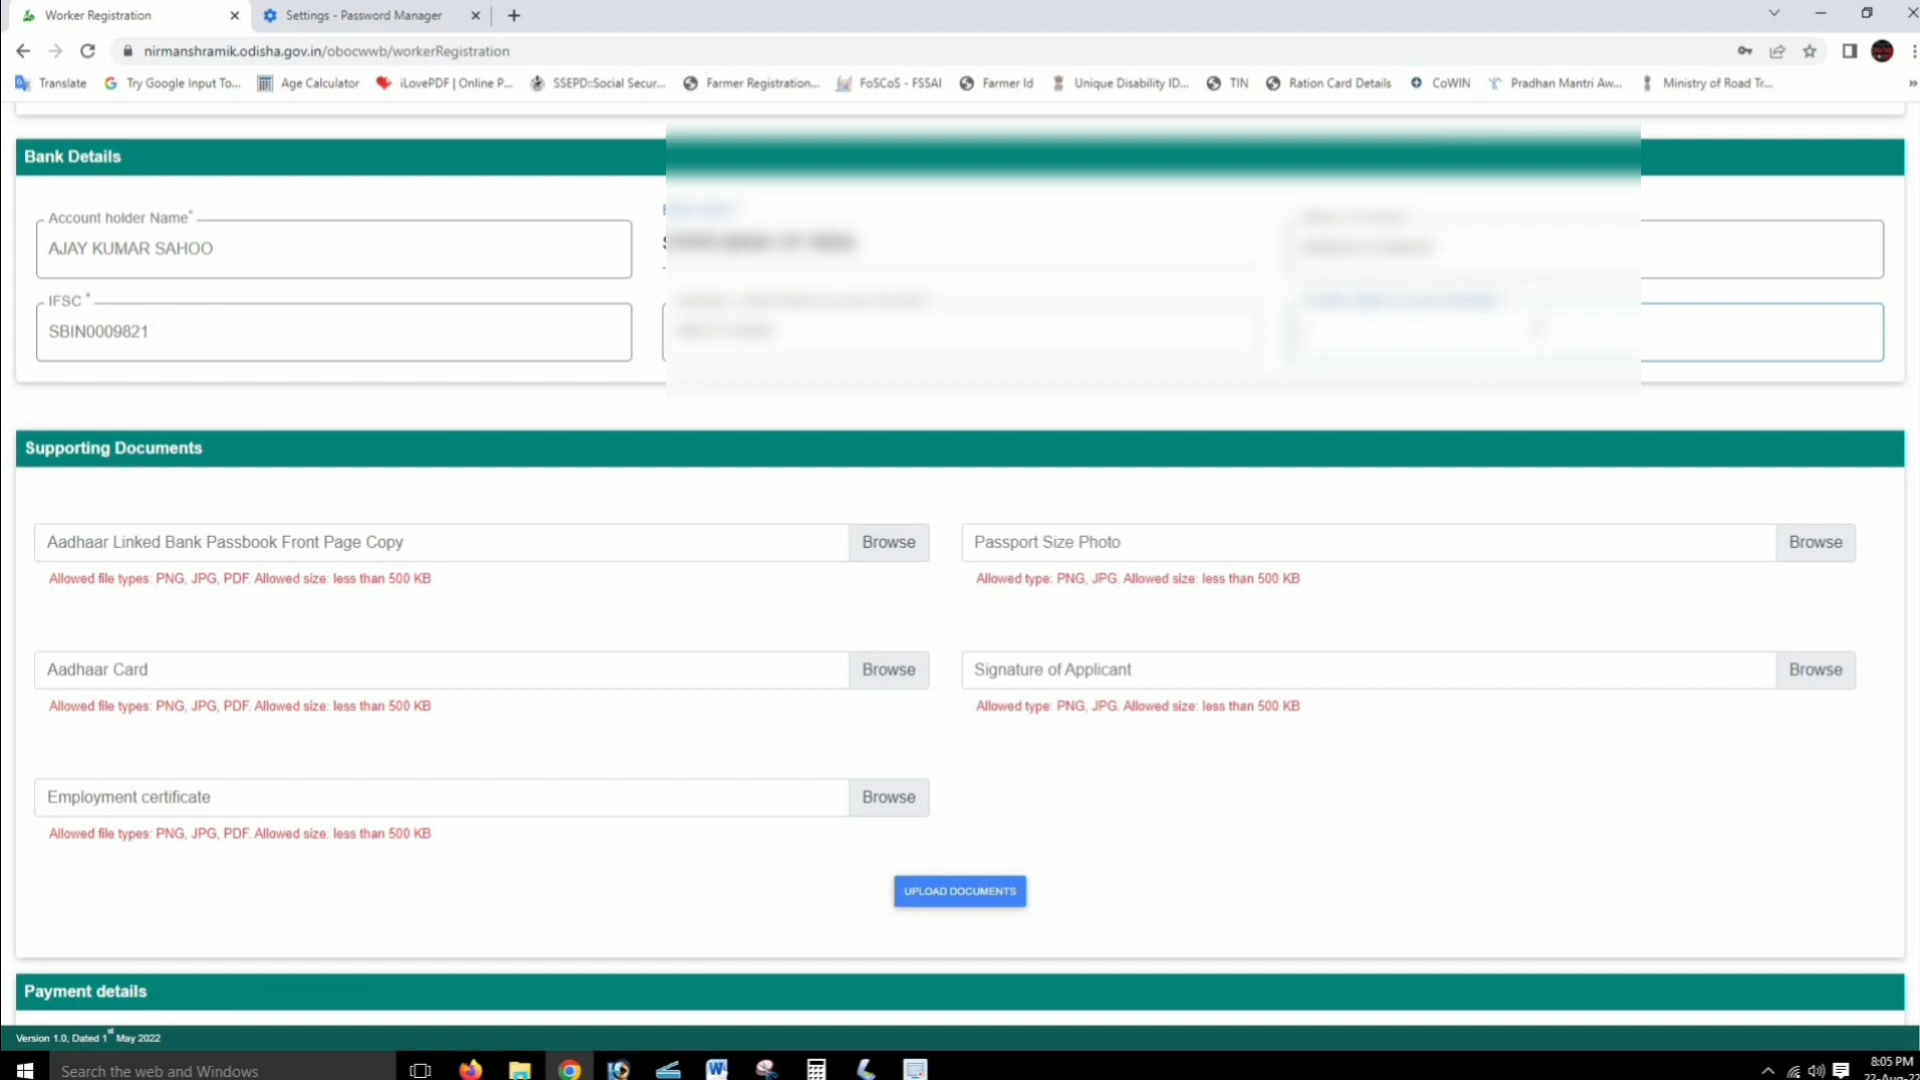 Worker Registration
Settings - Password Manager
nirmanshramik.odisha.gov.in/obocwwb/workerRegistration
Translate
Try Google Input To...
Age Calculator
iLovePDF | Online P...
SSEPD::Social Secur...
Farmer Registration...
FoSCoS - FSSAI
Farmer Id
Unique Disability ID...
TIN
Ration Card Details
CoWIN
Pradhan Mantri Aw...
Ministry of Road Tr...
Bank Details
Account holder Name*
AJAY KUMAR SAHOO
IFSC *
SBIN0009821
Supporting Documents
Aadhaar Linked Bank Passbook Front Page Copy Browse
Passport Size Photo Browse
Allowed file types: PNG, JPG, PDF. Allowed size: less than 500 KB
Allowed type: PNG, JPG. Allowed size: less than 500 KB
Aadhaar Card Browse
Signature of Applicant Browse
Allowed file types: PNG, JPG, PDF. Allowed size: less than 500 KB
Allowed type: PNG, JPG. Allowed size: less than 500 KB
Employment certificate Browse
Allowed file types: PNG, JPG, PDF. Allowed size: less than 500 KB
UPLOAD DOCUMENTS
Payment details
Version 1.0, Dated 1st May 2022
Search the web and Windows
8:05 PM
22-Aug-22